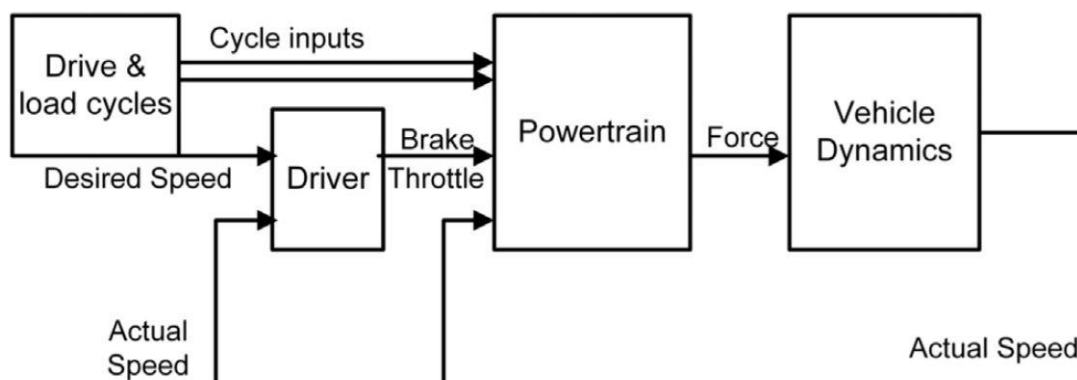 Cycle inputs
Drive &
load cycles
Desired Speed
Driver
Brake
Throttle
Powertrain
Force
Vehicle
Dynamics
Actual
Speed
Actual Speed